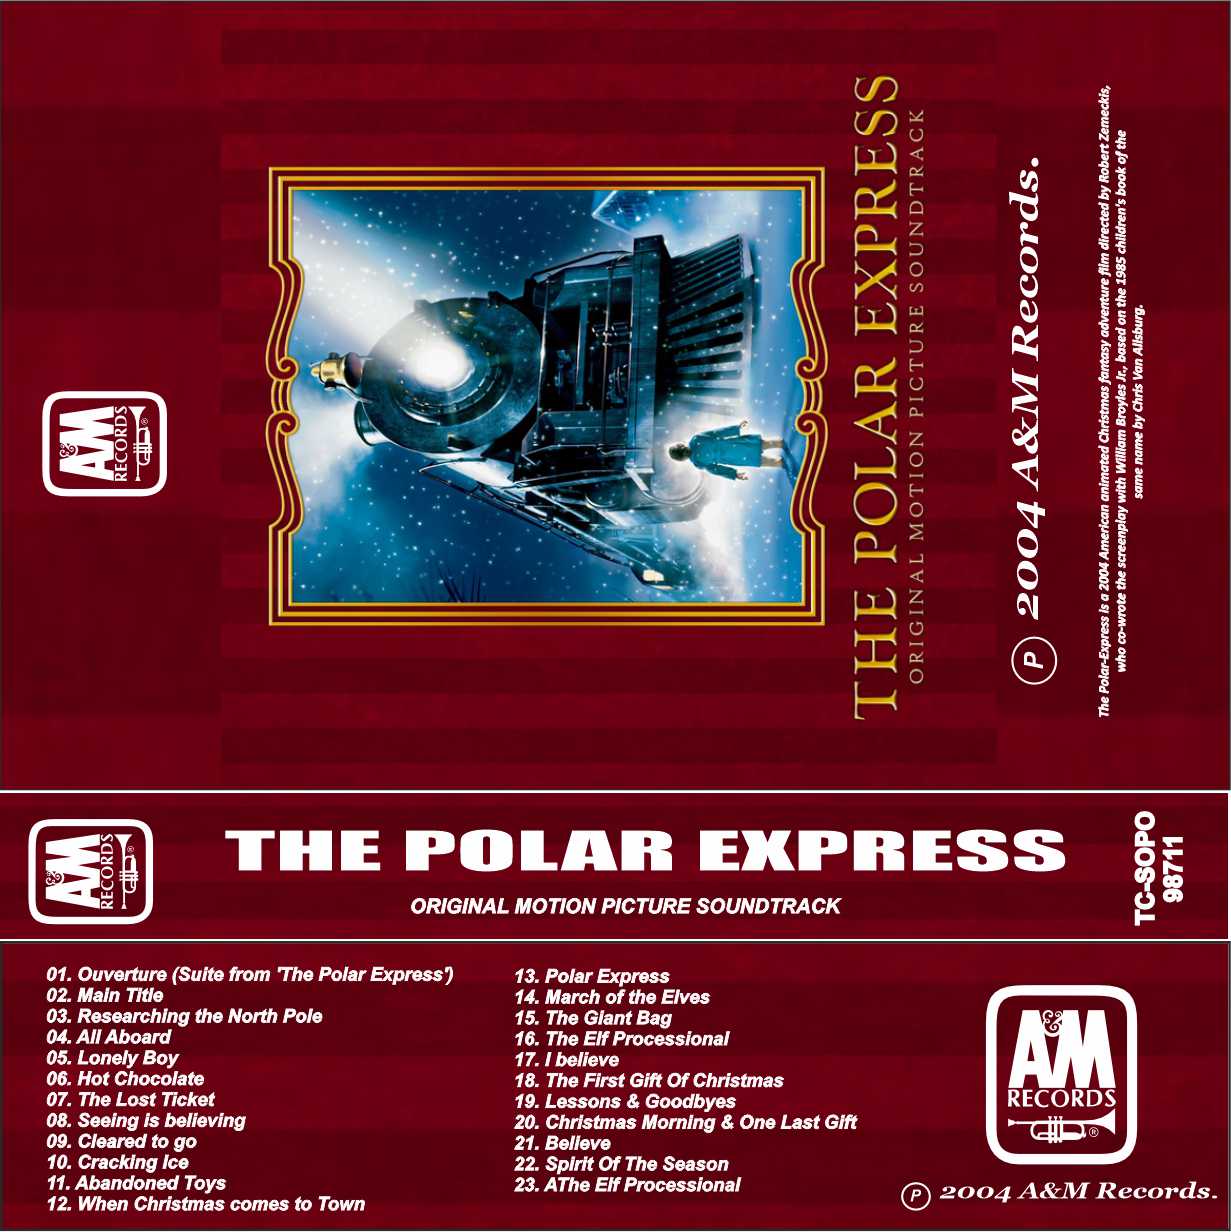 THE POLAR EXPRESS
ORIGINAL MOTION PICTURE SOUNDTRACK
P 2004 A&M Records.
The Polar-Express is a 2004 American animated Christmas fantasy adventure film directed by Robert Zemeckis,
who co-wrote the screenplay with William Broyles Jr., based on the 1985 children's book of the
same name by Chris Van Allsburg.
A&M
RECORDS
®
A&M
RECORDS
®
THE POLAR EXPRESS
ORIGINAL MOTION PICTURE SOUNDTRACK
TC-SOPO
98711
01. Ouverture (Suite from 'The Polar Express')
02. Main Title
03. Researching the North Pole
04. All Aboard
05. Lonely Boy
06. Hot Chocolate
07. The Lost Ticket
08. Seeing is believing
09. Cleared to go
10. Cracking Ice
11. Abandoned Toys
12. When Christmas comes to Town
13. Polar Express
14. March of the Elves
15. The Giant Bag
16. The Elf Processional
17. I believe
18. The First Gift Of Christmas
19. Lessons & Goodbyes
20. Christmas Morning & One Last Gift
21. Believe
22. Spirit Of The Season
23. AThe Elf Processional
A&M
RECORDS
®
P 2004 A&M Records.